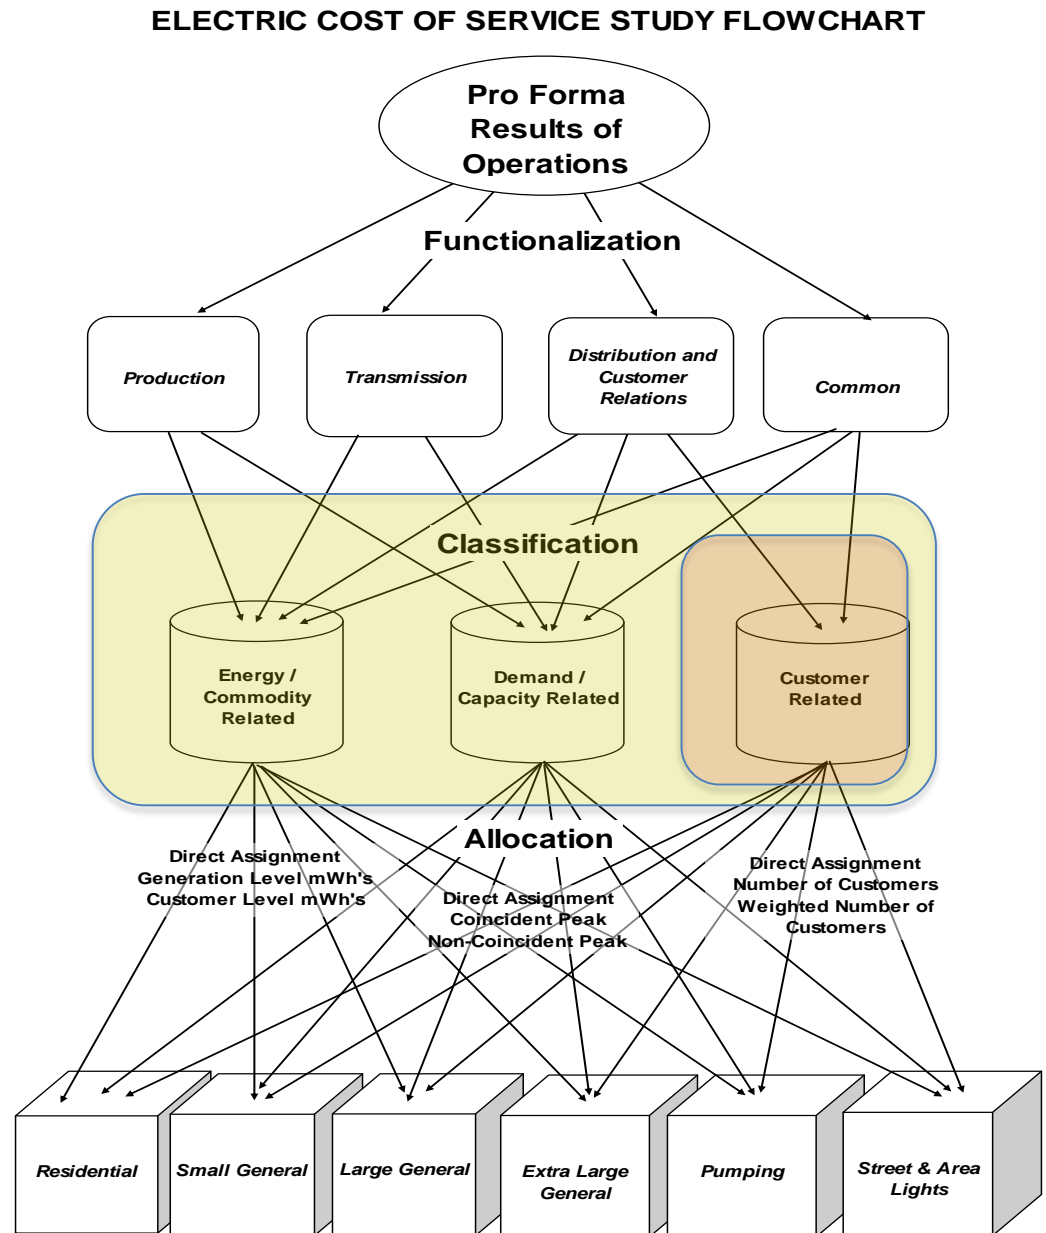 ELECTRIC COST OF SERVICE STUDY FLOWCHART
Pro Forma
Results of
Operations
Functionalization
Production
Transmission
Distribution and
Customer
Relations
Common
Classification
Energy /
Commodity
Related
Demand /
Capacity Related
Customer
Related
Allocation
Direct Assignment
Generation Level mWh's
Customer Level mWh's
Direct Assignment
Coincident Peak
Non-Coincident Peak
Direct Assignment
Number of Customers
Weighted Number of
Customers
Residential
Small General
Large General
Extra Large
General
Pumping
Street & Area
Lights